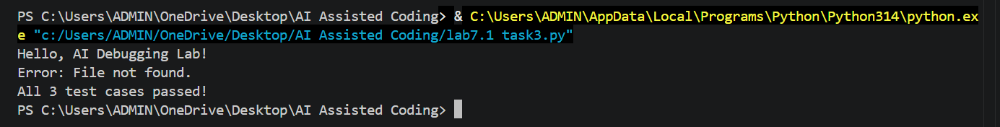 PS C:\Users\ADMIN\OneDrive\Desktop\AI Assisted Coding> & C:\Users\ADMIN\AppData\Local\Programs\Python\Python314\python.ex
e "c:/Users/ADMIN/OneDrive/Desktop/AI Assisted Coding/lab7.1 task3.py"
Hello, AI Debugging Lab!
Error: File not found.
All 3 test cases passed!
PS C:\Users\ADMIN\OneDrive\Desktop\AI Assisted Coding>